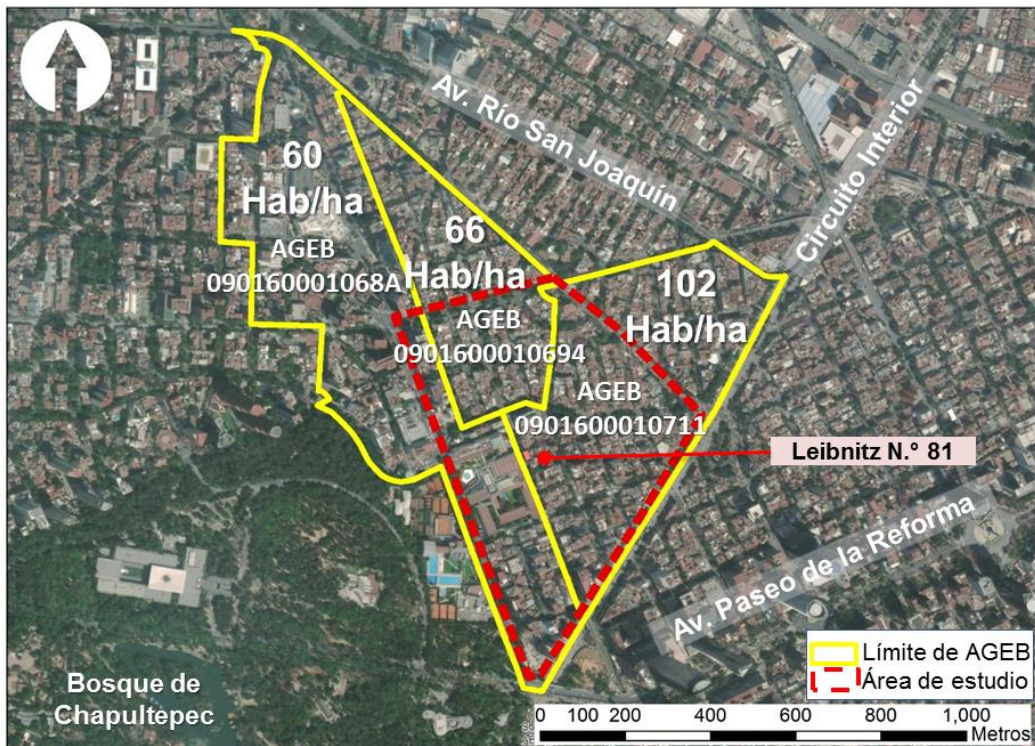 Av. Río San Joaquín
Circuito Interior
60
Hab/ha
AGEB
090160001068A
66
Hab/ha
AGEB
0901600010694
102
Hab/ha
AGEB
0901600010711
Leibnitz N.° 81
Av. Paseo de la Reforma
Bosque de
Chapultepec
Límite de AGEB
Área de estudio
0 100 200 400 600 800 1,000
Metros